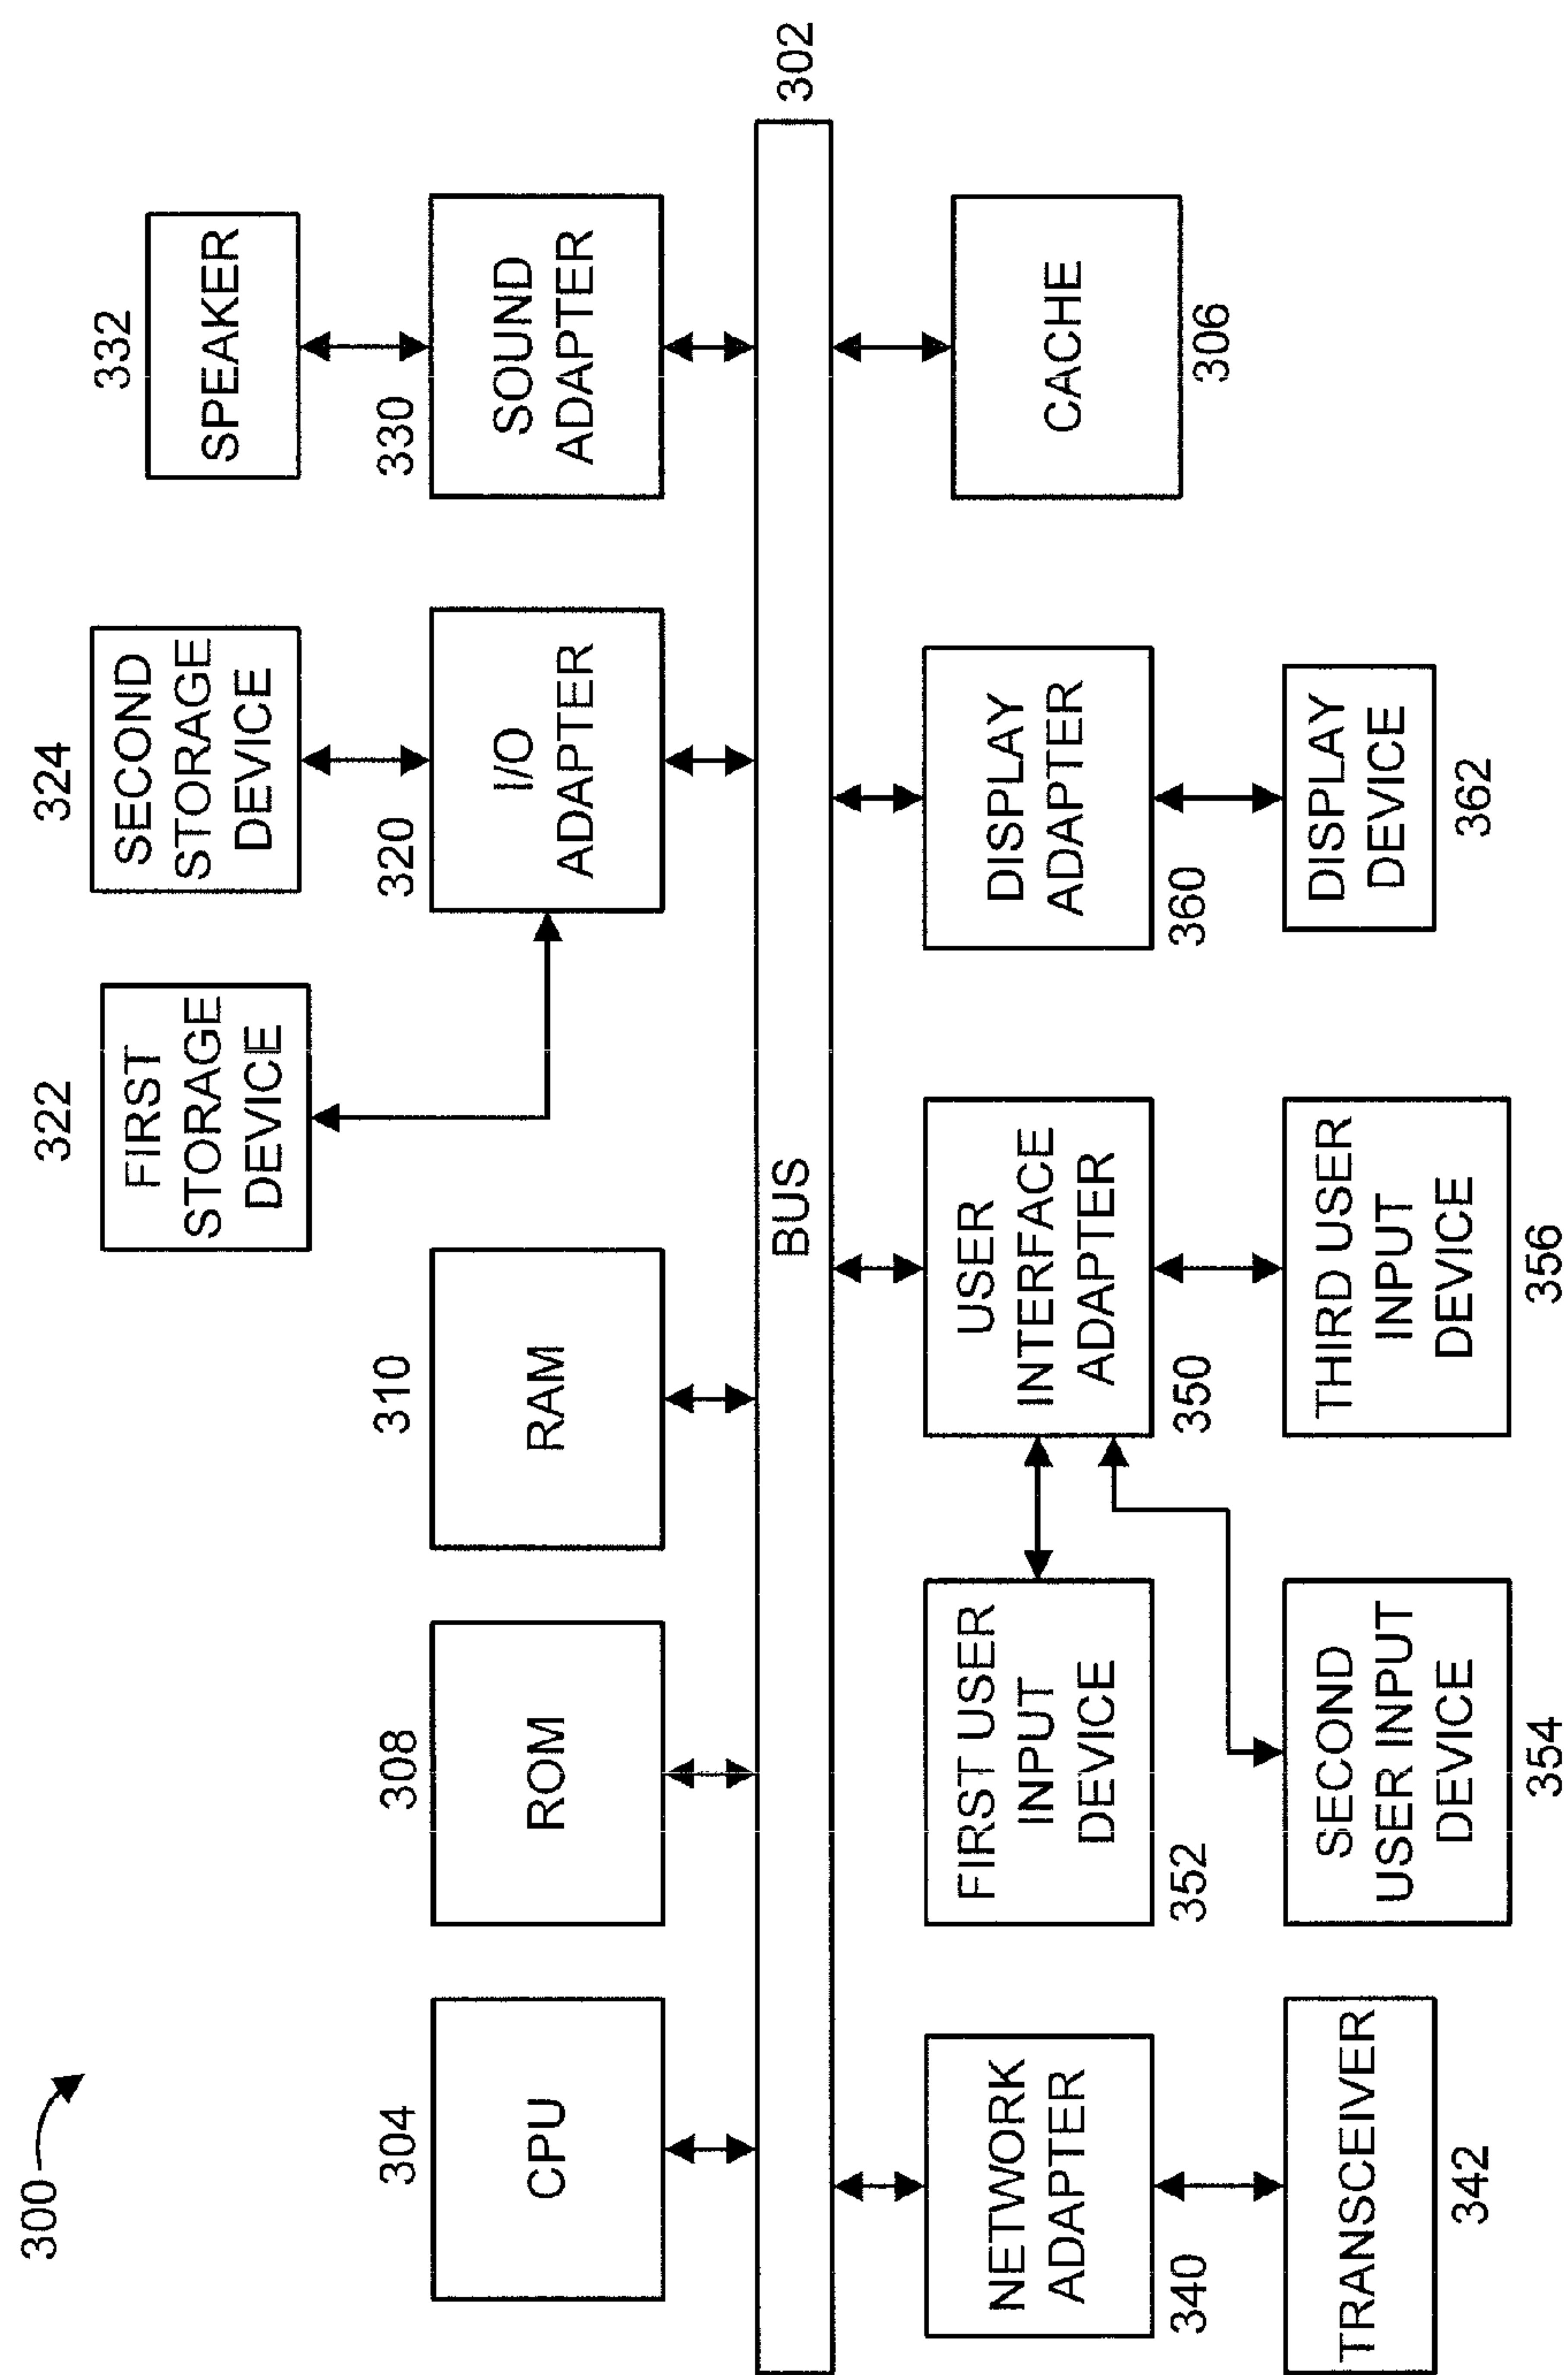 300
332
SPEAKER
324
SECOND
STORAGE
DEVICE
322
FIRST
STORAGE
DEVICE
304
CPU
308
ROM
310
RAM
320
I/O
ADAPTER
330
SOUND
ADAPTER
BUS
302
NETWORK
ADAPTER
340
FIRST USER
INPUT
DEVICE
352
USER
INTERFACE
ADAPTER
350
DISPLAY
ADAPTER
360
CACHE
306
TRANSCEIVER
342
SECOND
USER INPUT
DEVICE
354
THIRD USER
INPUT
DEVICE
356
DISPLAY
DEVICE
362